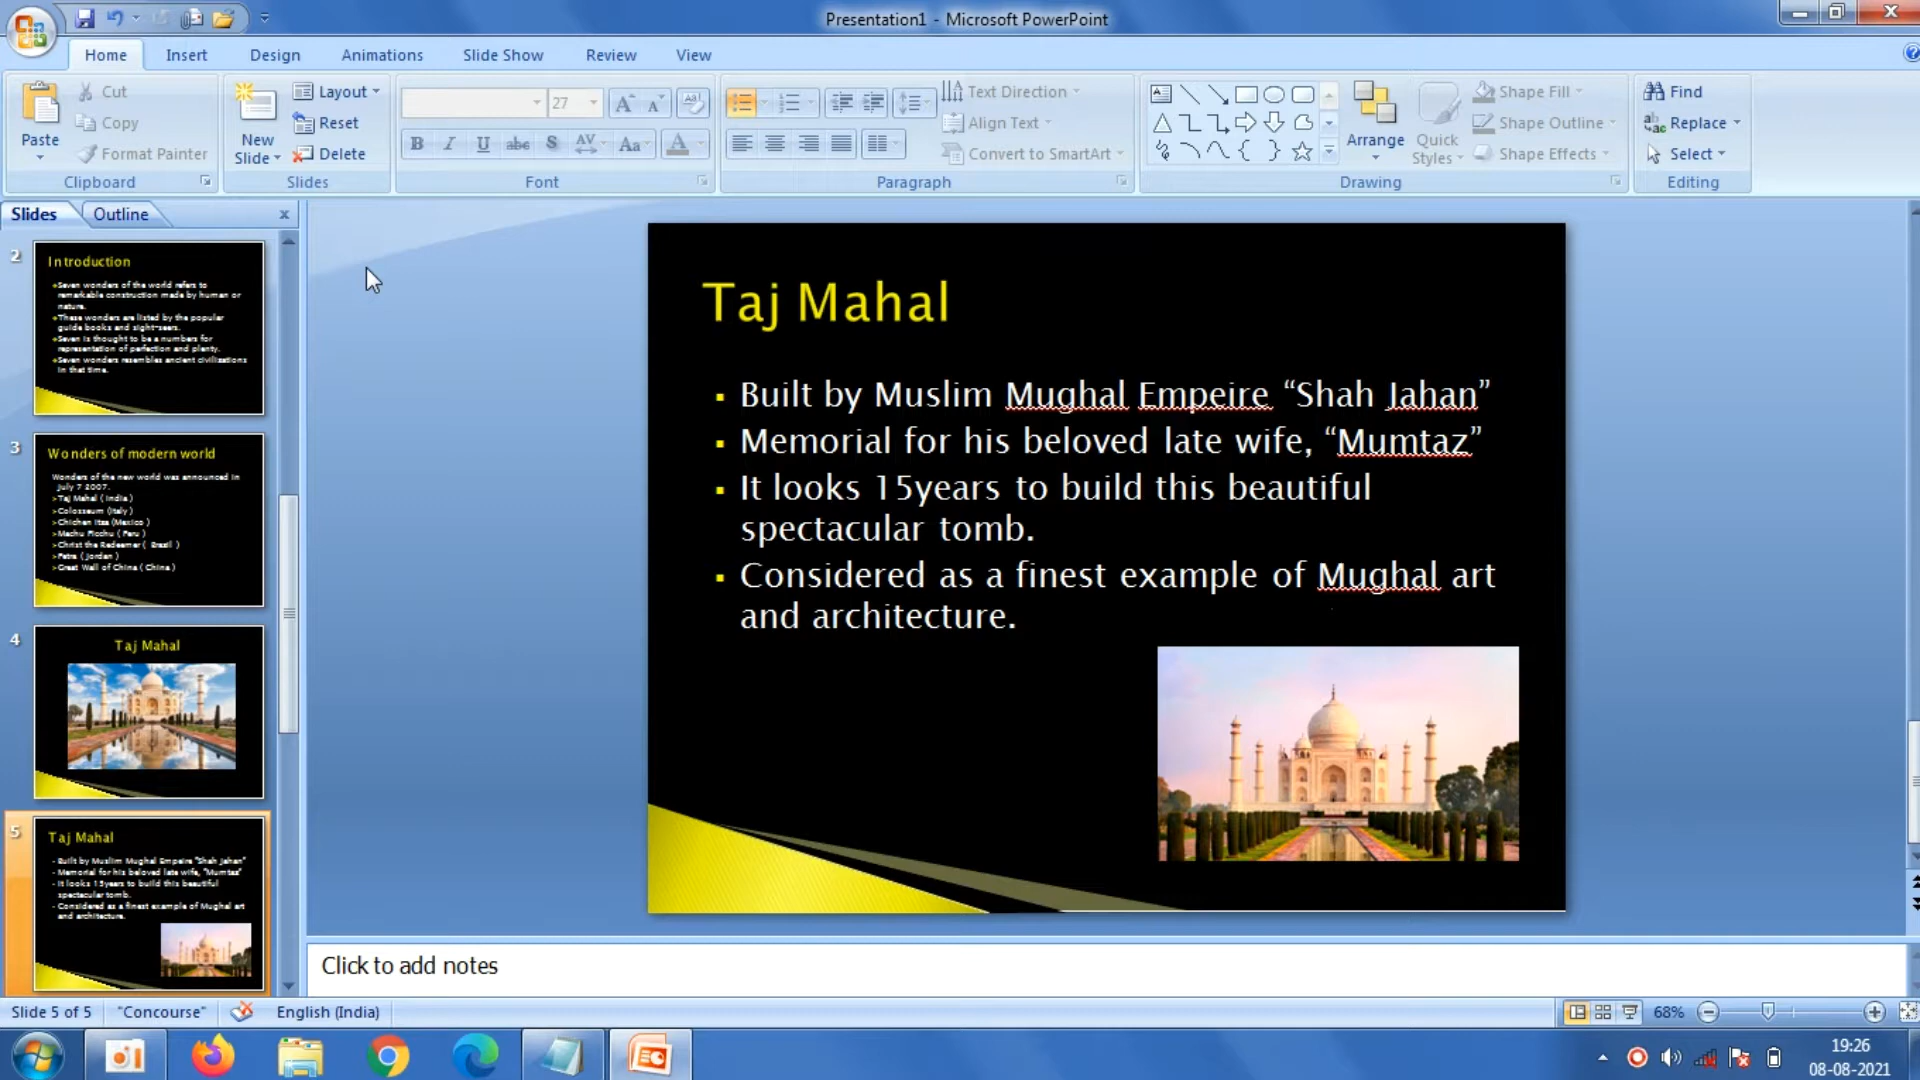 Presentation1 - Microsoft PowerPoint
Home Insert Design Animations Slide Show Review View
Cut Layout 27 Text Direction Shape Fill Find
Copy Reset Align Text Shape Outline Replace
Paste New Slide Arrange Quick Styles
Format Painter Delete B I U abc S AV Aa A Convert to SmartArt Shape Effects Select
Clipboard Slides Font Paragraph Drawing Editing
Slides Outline x
2
Introduction
Seven wonders of the world refers to
remarkable construction made by human or
nature.
These wonders are listed by the popular
guide books and sight-seers.
Seven is thought to be a numbers for
representation of perfection and plenty.
Seven wonders resembles ancient civilizations
in that time.
3
Wonders of modern world
Wonders of the new world was announced in
July 7 2007.
Taj Mahal ( India )
Colosseum (Italy )
Chichen Itza (Mexico )
Machu Picchu ( Peru )
Christ the Redeemer ( Brazil )
Petra ( Jordan )
Great Wall of China ( China )
4
Taj Mahal
5
Taj Mahal
- Built by Muslim Mughal Empeire “Shah Jahan”
- Memorial for his beloved late wife, “Mumtaz”
- It looks 15years to build this beautiful
spectacular tomb.
- Considered as a finest example of Mughal art
and architecture.
Taj Mahal
▪ Built by Muslim Mughal Empeire “Shah Jahan”
▪ Memorial for his beloved late wife, “Mumtaz”
▪ It looks 15years to build this beautiful
spectacular tomb.
▪ Considered as a finest example of Mughal art
and architecture.
Click to add notes
Slide 5 of 5 "Concourse" English (India) 68%
19:26
08-08-2021